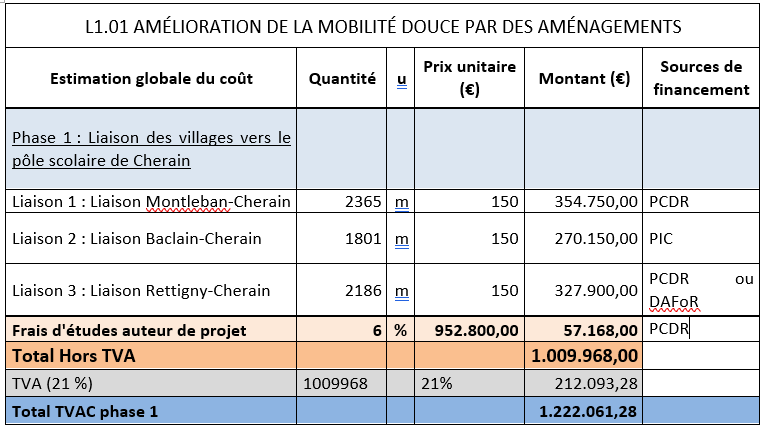 L1.01 AMÉLIORATION DE LA MOBILITÉ DOUCE PAR DES AMÉNAGEMENTS
Estimation globale du coût Quantité u Prix unitaire (€) Montant (€) Sources de financement
Phase 1 : Liaison des villages vers le
pôle scolaire de Cherain
Liaison 1 : Liaison Montleban-Cherain 2365 m 150 354.750,00 PCDR
Liaison 2 : Liaison Baclain-Cherain 1801 m 150 270.150,00 PIC
Liaison 3 : Liaison Rettigny-Cherain 2186 m 150 327.900,00 PCDR ou DAFoR
Frais d'études auteur de projet 6 % 952.800,00 57.168,00 PCDR
Total Hors TVA 1.009.968,00
TVA (21 %) 1009968 21% 212.093,28
Total TVAC phase 1 1.222.061,28